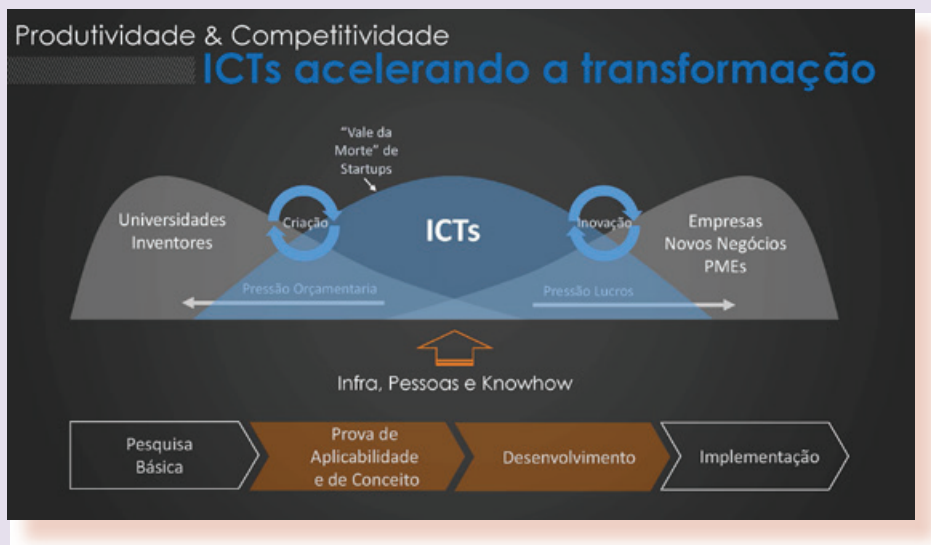 Produtividade & Competitividade
ICTs acelerando a transformação
"Vale da
Morte" de
Startups
Universidades
Inventores
Criação
ICTs
Inovação
Empresas
Novos Negócios
PMEs
Pressão Orçamentaria
Pressão Lucros
Infra, Pessoas e Knowhow
Pesquisa
Básica
Prova de
Aplicabilidade
e de Conceito
Desenvolvimento
Implementação